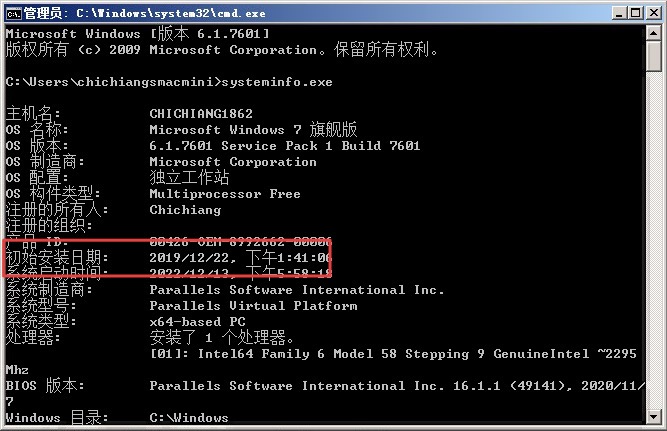 管理员: C:\Windows\system32\cmd.exe
Microsoft Windows [版本 6.1.7601]
版权所有 (c) 2009 Microsoft Corporation。保留所有权利。
C:\Users\chichiangsmacmini>systeminfo.exe
主机名:           CHICHIANG1862
OS 名称:          Microsoft Windows 7 旗舰版
OS 版本:          6.1.7601 Service Pack 1 Build 7601
OS 制造商:        Microsoft Corporation
OS 配置:          独立工作站
OS 构件类型:      Multiprocessor Free
注册的所有人:     Chichiang
注册的组织:
产品 ID:          00426-OEM-8992662-00006
初始安装日期:     2019/12/22, 下午1:41:06
系统启动时间:     2022/12/13, 下午5:58:18
系统制造商:       Parallels Software International Inc.
系统型号:         Parallels Virtual Platform
系统类型:         x64-based PC
处理器:           安装了 1 个处理器。
[01]: Intel64 Family 6 Model 58 Stepping 9 GenuineIntel ~2295
Mhz
BIOS 版本:        Parallels Software International Inc. 16.1.1 (49141), 2020/11/
7
Windows 目录:     C:\Windows